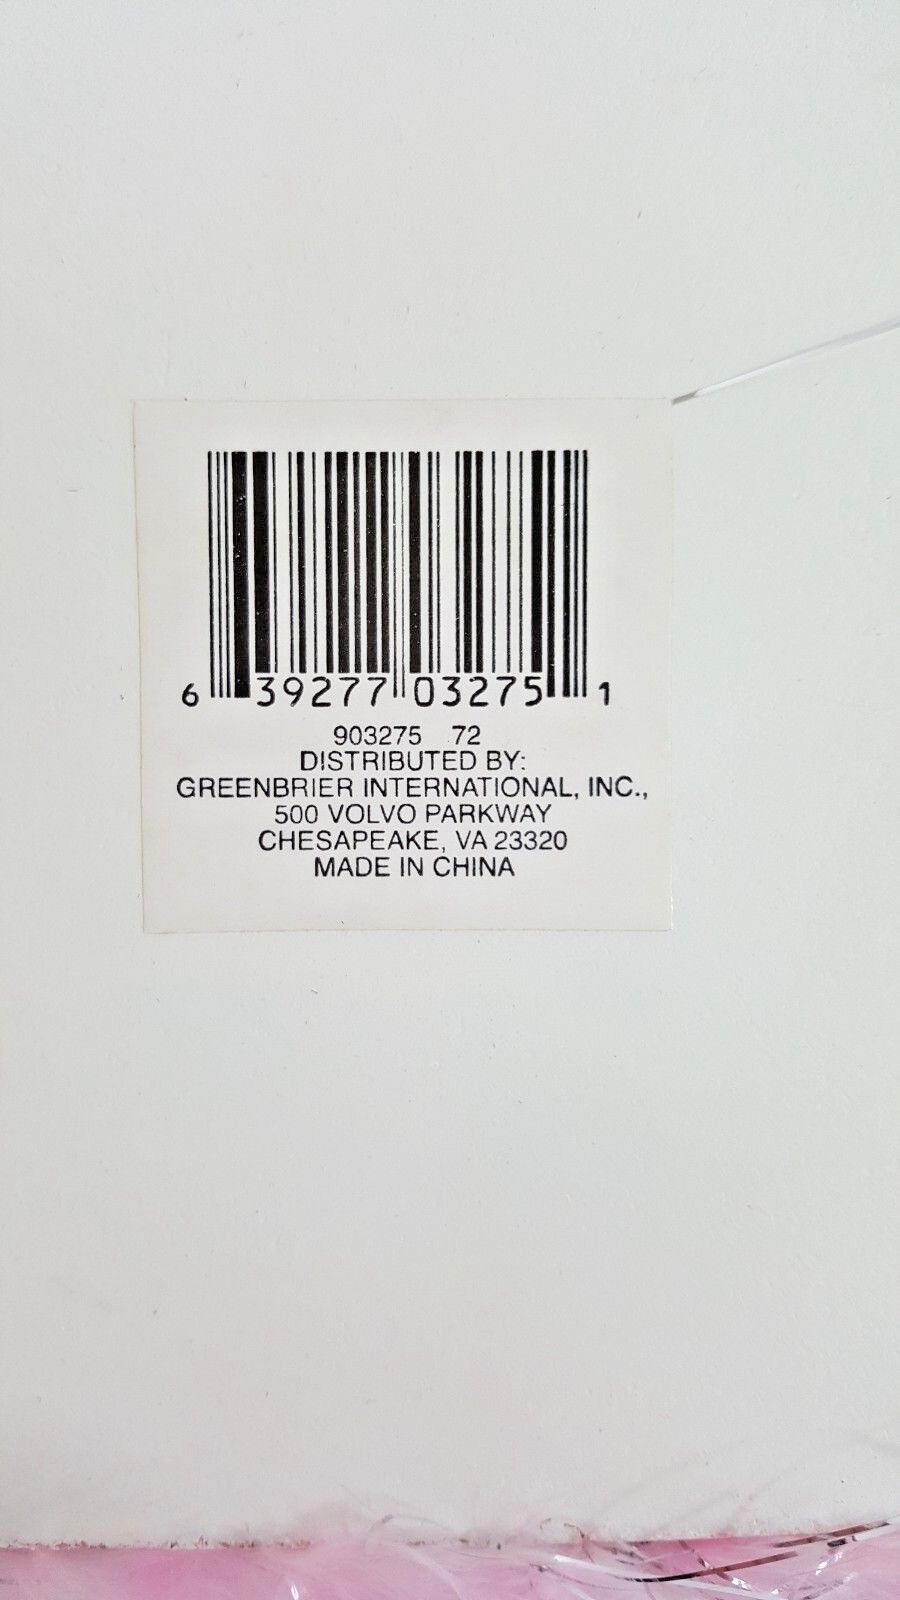 6 39277 03275 1
903275 72
DISTRIBUTED BY:
GREENBRIER INTERNATIONAL, INC.,
500 VOLVO PARKWAY
CHESAPEAKE, VA 23320
MADE IN CHINA